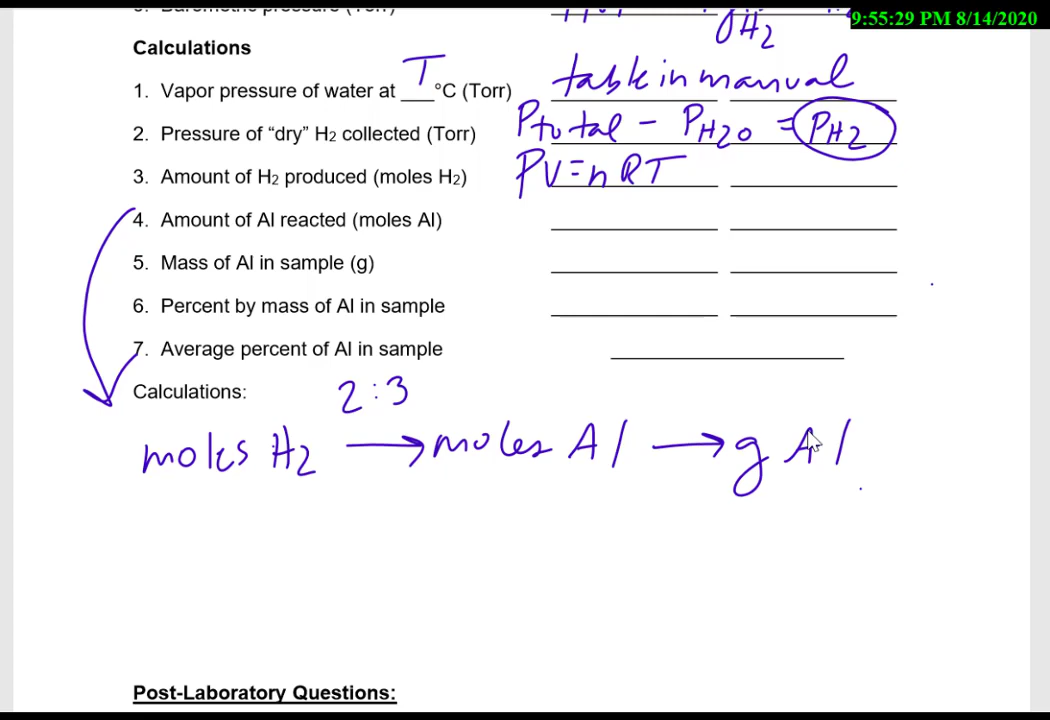 9:55:29 PM 8/14/2020
H2
Calculations
1. Vapor pressure of water at T °C (Torr) table in manual
2. Pressure of “dry” H2 collected (Torr) Ptotal - PH2O = PH2
3. Amount of H2 produced (moles H2) PV=nRT
4. Amount of Al reacted (moles Al)
5. Mass of Al in sample (g)
6. Percent by mass of Al in sample
7. Average percent of Al in sample
Calculations: 2:3
moles H2 → moles Al → g Al
Post-Laboratory Questions: